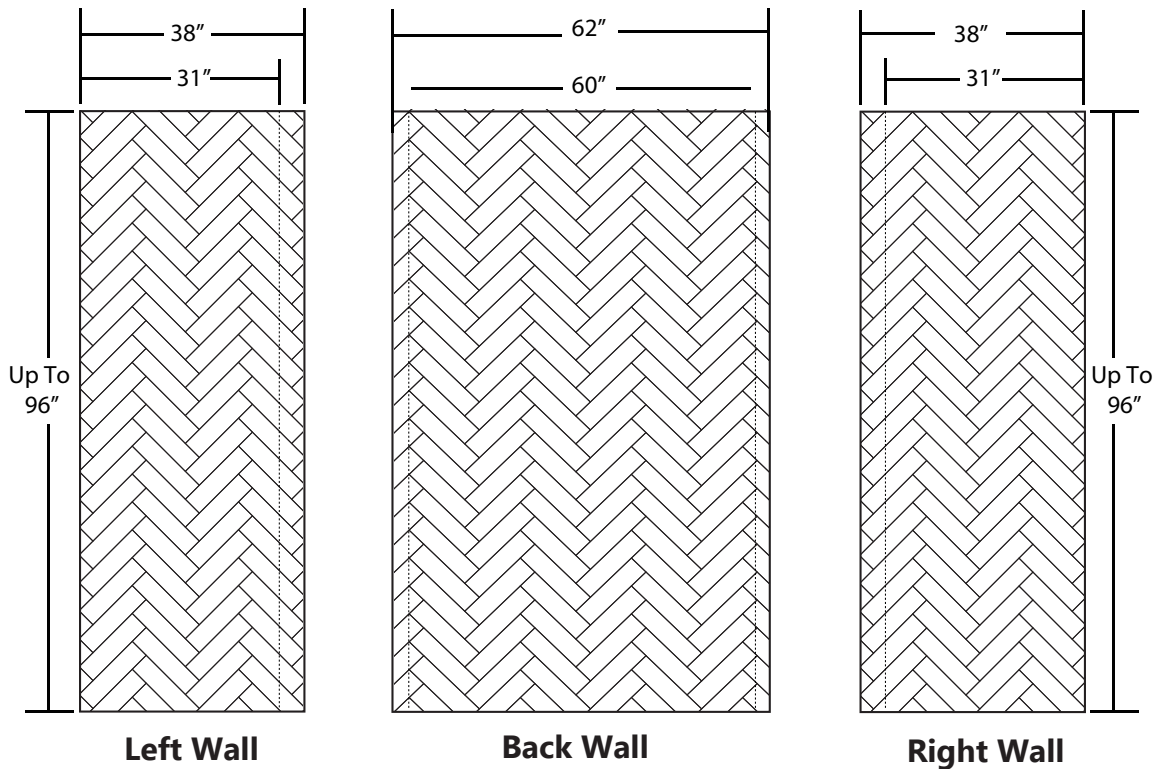 38”
62”
38”
31”
60”
31”
Up To
96”
Up To
96”
Left Wall
Back Wall
Right Wall